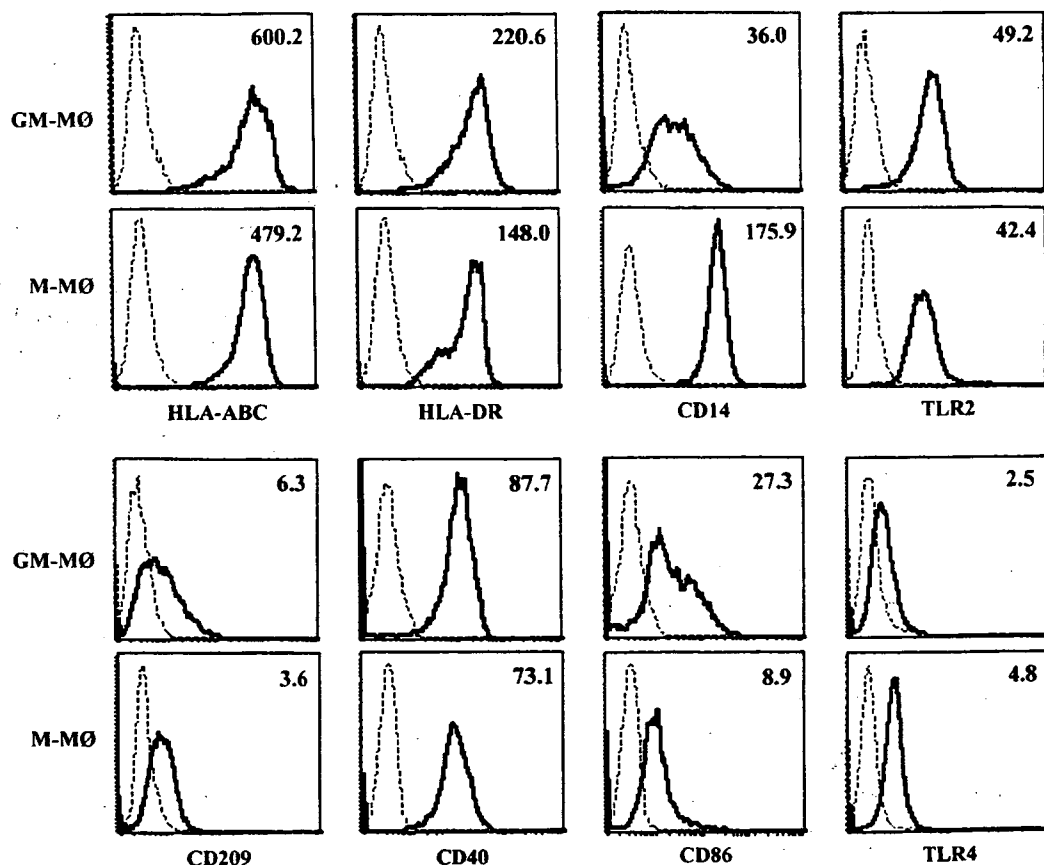 600.2 220.6 36.0 49.2
GM-MØ
479.2 148.0 175.9 42.4
M-MØ
HLA-ABC HLA-DR CD14 TLR2
6.3 87.7 27.3 2.5
GM-MØ
3.6 73.1 8.9 4.8
M-MØ
CD209 CD40 CD86 TLR4